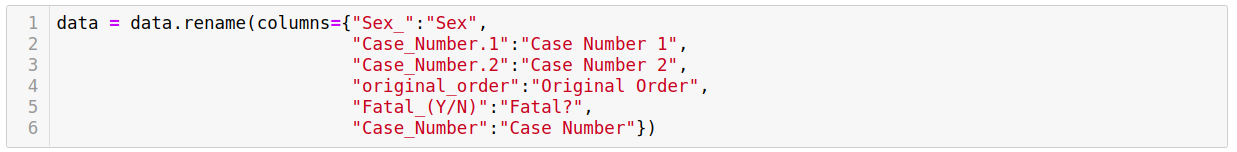 1 data = data.rename(columns={"Sex_":"Sex",
2 "Case_Number.1":"Case Number 1",
3 "Case_Number.2":"Case Number 2",
4 "original_order":"Original Order",
5 "Fatal_(Y/N)":"Fatal?",
6 "Case_Number":"Case Number"})